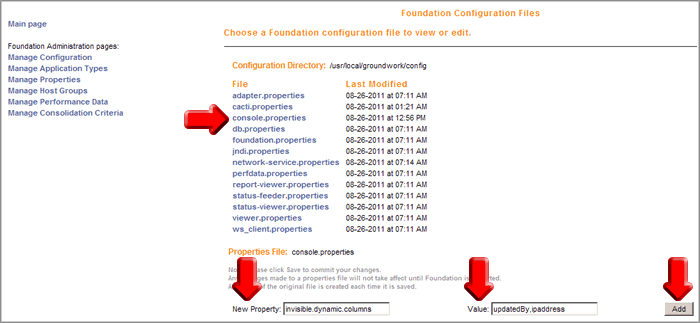 Foundation Configuration Files
Main page
Choose a Foundation configuration file to view or edit.
Foundation Administration pages:
Manage Configuration
Manage Application Types
Manage Properties
Manage Host Groups
Manage Performance Data
Manage Consolidation Criteria
Configuration Directory: /usr/local/groundwork/config
File Last Modified
adapter.properties 08-26-2011 at 07:11 AM
cacti.properties 08-26-2011 at 01:21 AM
console.properties 08-26-2011 at 12:56 PM
db.properties 08-26-2011 at 07:11 AM
foundation.properties 08-26-2011 at 07:11 AM
jndi.properties 08-26-2011 at 07:11 AM
network-service.properties 08-26-2011 at 07:14 AM
perfdata.properties 08-26-2011 at 07:11 AM
report-viewer.properties 08-26-2011 at 07:11 AM
status-feeder.properties 08-26-2011 at 07:11 AM
status-viewer.properties 08-26-2011 at 07:11 AM
viewer.properties 08-26-2011 at 07:11 AM
ws_client.properties 08-26-2011 at 07:11 AM
Properties File: console.properties
please click Save to commit your changes.
made to a properties file will not take affect until Foundation is
of the original file is created each time it is saved.
New Property: invisible.dynamic.columns Value: updatedBy,ipaddress Add